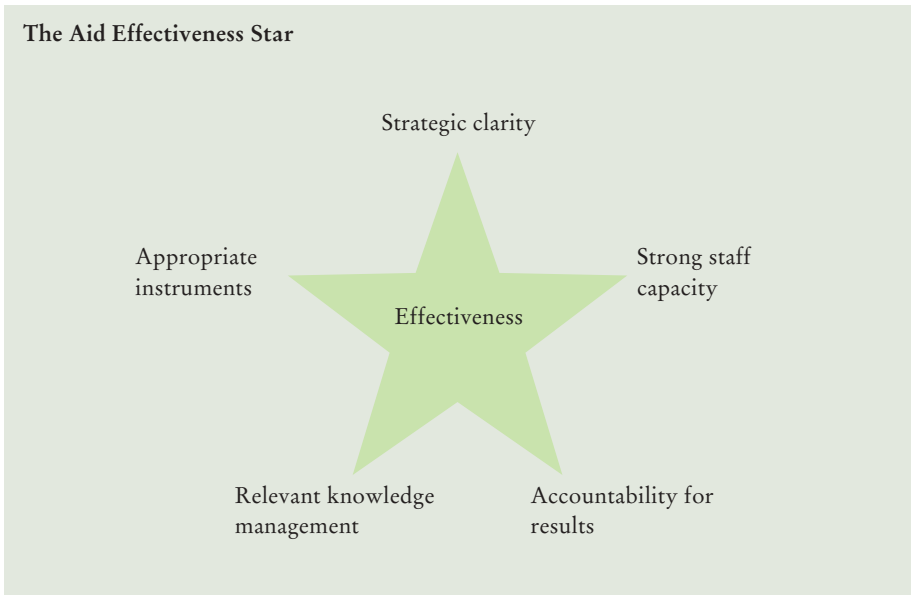 The Aid Effectiveness Star
Strategic clarity
Appropriate
instruments
Strong staff
capacity
Effectiveness
Relevant knowledge
management
Accountability for
results